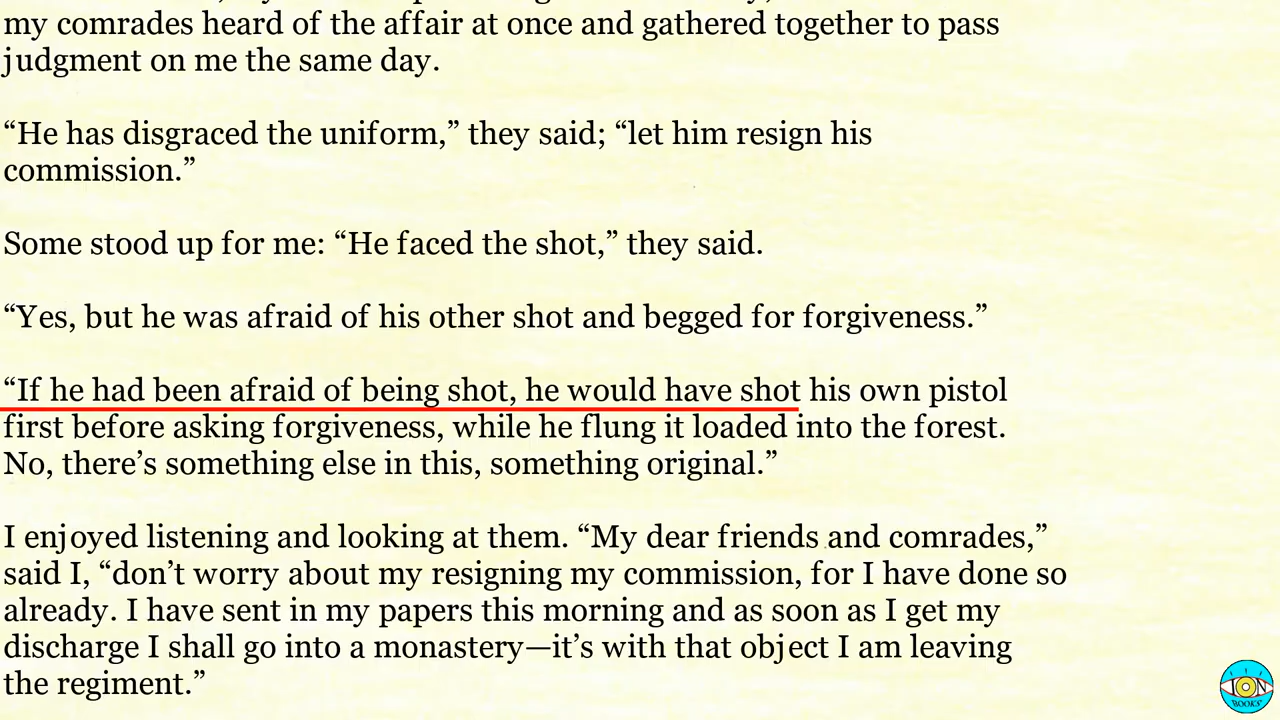 my comrades heard of the affair at once and gathered together to pass
judgment on me the same day.
“He has disgraced the uniform,” they said; “let him resign his
commission.”
Some stood up for me: “He faced the shot,” they said.
“Yes, but he was afraid of his other shot and begged for forgiveness.”
“If he had been afraid of being shot, he would have shot his own pistol
first before asking forgiveness, while he flung it loaded into the forest.
No, there’s something else in this, something original.”
I enjoyed listening and looking at them. “My dear friends and comrades,”
said I, “don’t worry about my resigning my commission, for I have done so
already. I have sent in my papers this morning and as soon as I get my
discharge I shall go into a monastery—it’s with that object I am leaving
the regiment.”
ION
BOOKS